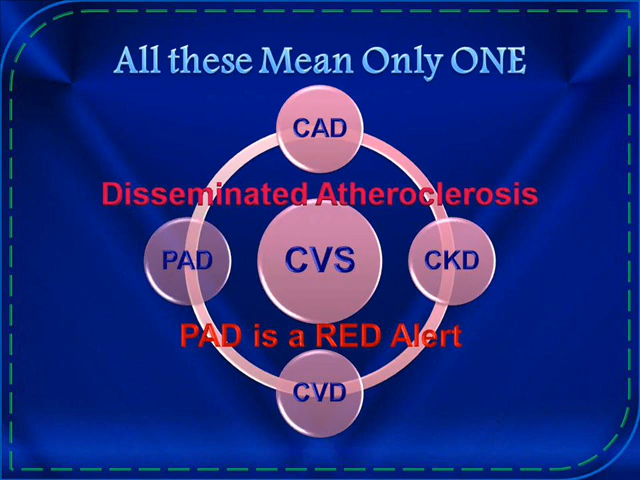 All these Mean Only ONE
CAD
Disseminated Atheroclerosis
PAD
CVS
CKD
PAD is a RED Alert
CVD